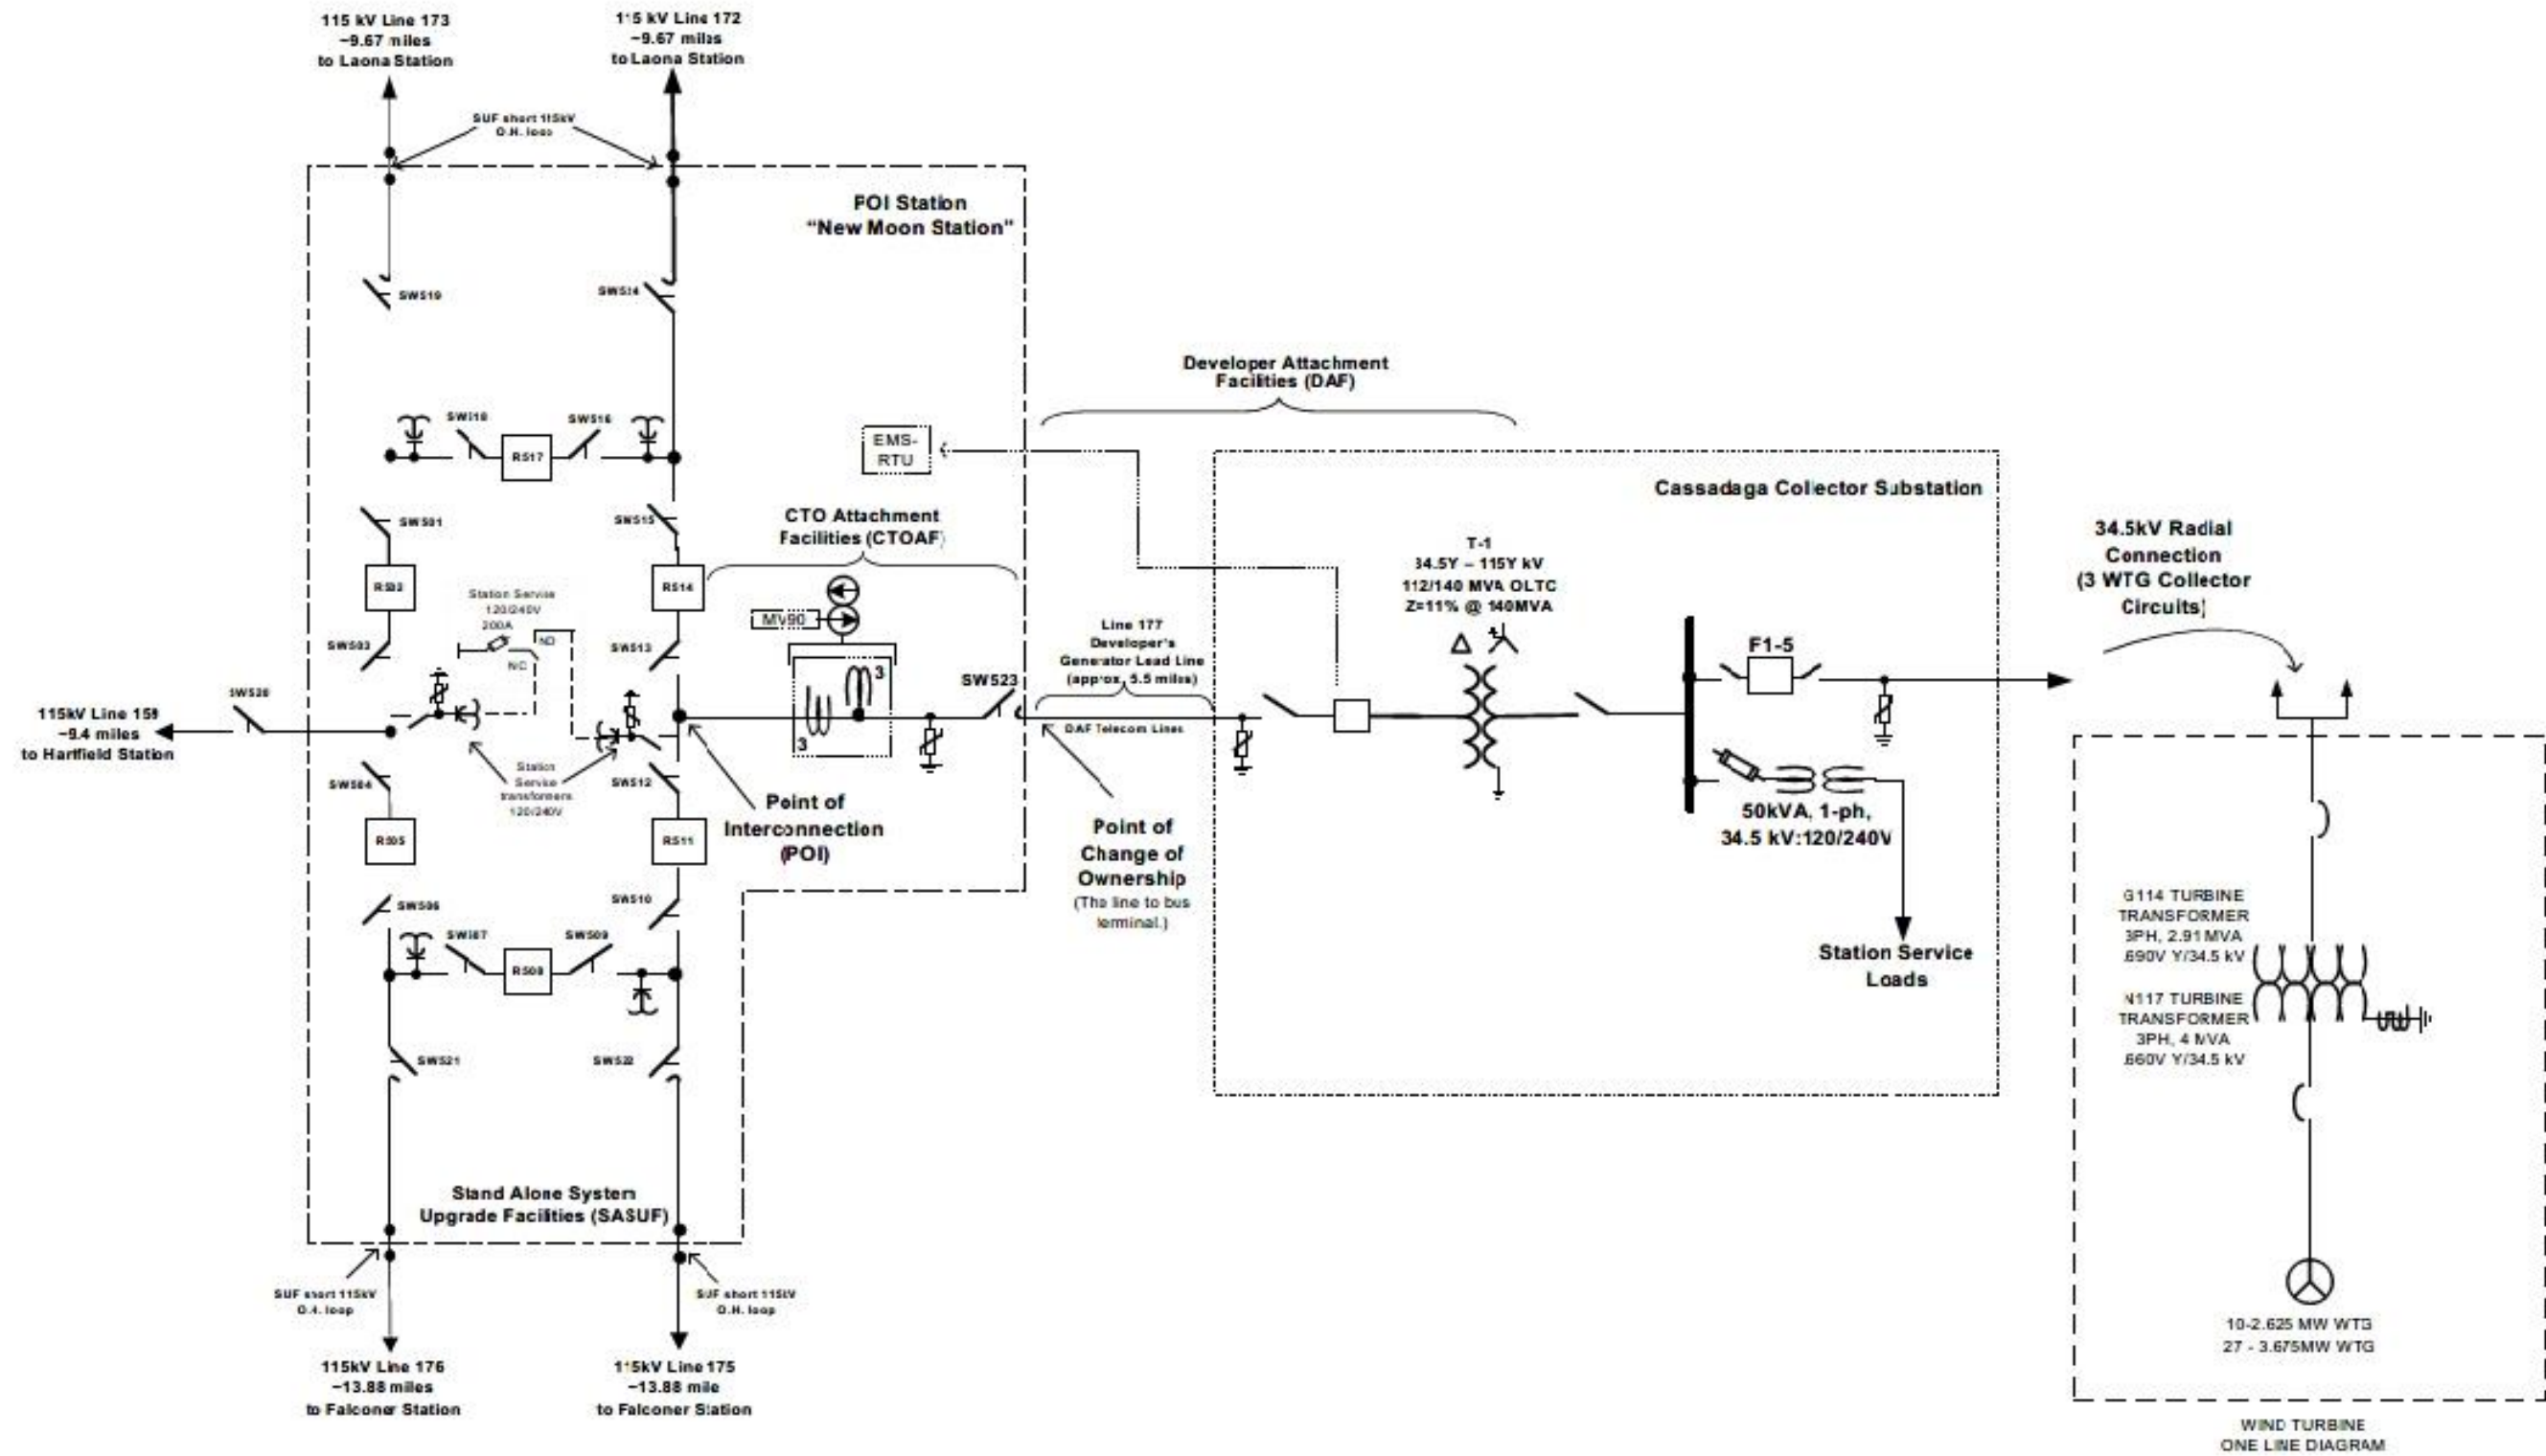 115 kV Line 173
~9.67 miles
to Laona Station
115 kV Line 172
~9.67 miles
to Laona Station
SUF short 115kV
O.H. loop
POI Station
"New Moon Station"
SW519
SW524
SW518
SW516
R517
EMS-
RTU
SW501
SW515
CTO Attachment
Facilities (CTOAF)
Developer Attachment
Facilities (DAF)
Cassadaga Collector Substation
R502
R514
Station Service
120/240V
200A
NO
NC
MV90
SW503
SW513
3
3
SW523
Line 177
Developer's
Generator Lead Line
(approx. 5.5 miles)
DAF Telecom Lines
T-1
34.5Y – 115Y kV
112/140 MVA OLTC
Z=11% @ 140MVA
F1-5
34.5kV Radial
Connection
(3 WTG Collector
Circuits)
SW520
115kV Line 159
~9.4 miles
to Hartfield Station
SW504
SW512
Station
Service
transformers
120/240V
R505
R511
Point of
Interconnection
(POI)
Point of
Change of
Ownership
(The line to bus
terminal.)
50kVA, 1-ph,
34.5 kV:120/240V
Station Service
Loads
SW506
SW510
SW507
SW509
R508
SW521
SW522
G114 TURBINE
TRANSFORMER
3PH, 2.91 MVA
.690V Y/34.5 kV
N117 TURBINE
TRANSFORMER
3PH, 4 MVA
.660V Y/34.5 kV
Stand Alone System
Upgrade Facilities (SASUF)
SUF short 115kV
O.H. loop
SUF short 115kV
O.H. loop
115kV Line 176
~13.88 miles
to Falconer Station
115kV Line 175
~13.88 mile
to Falconer Station
10-2.625 MW WTG
27 - 3.675MW WTG
WIND TURBINE
ONE LINE DIAGRAM